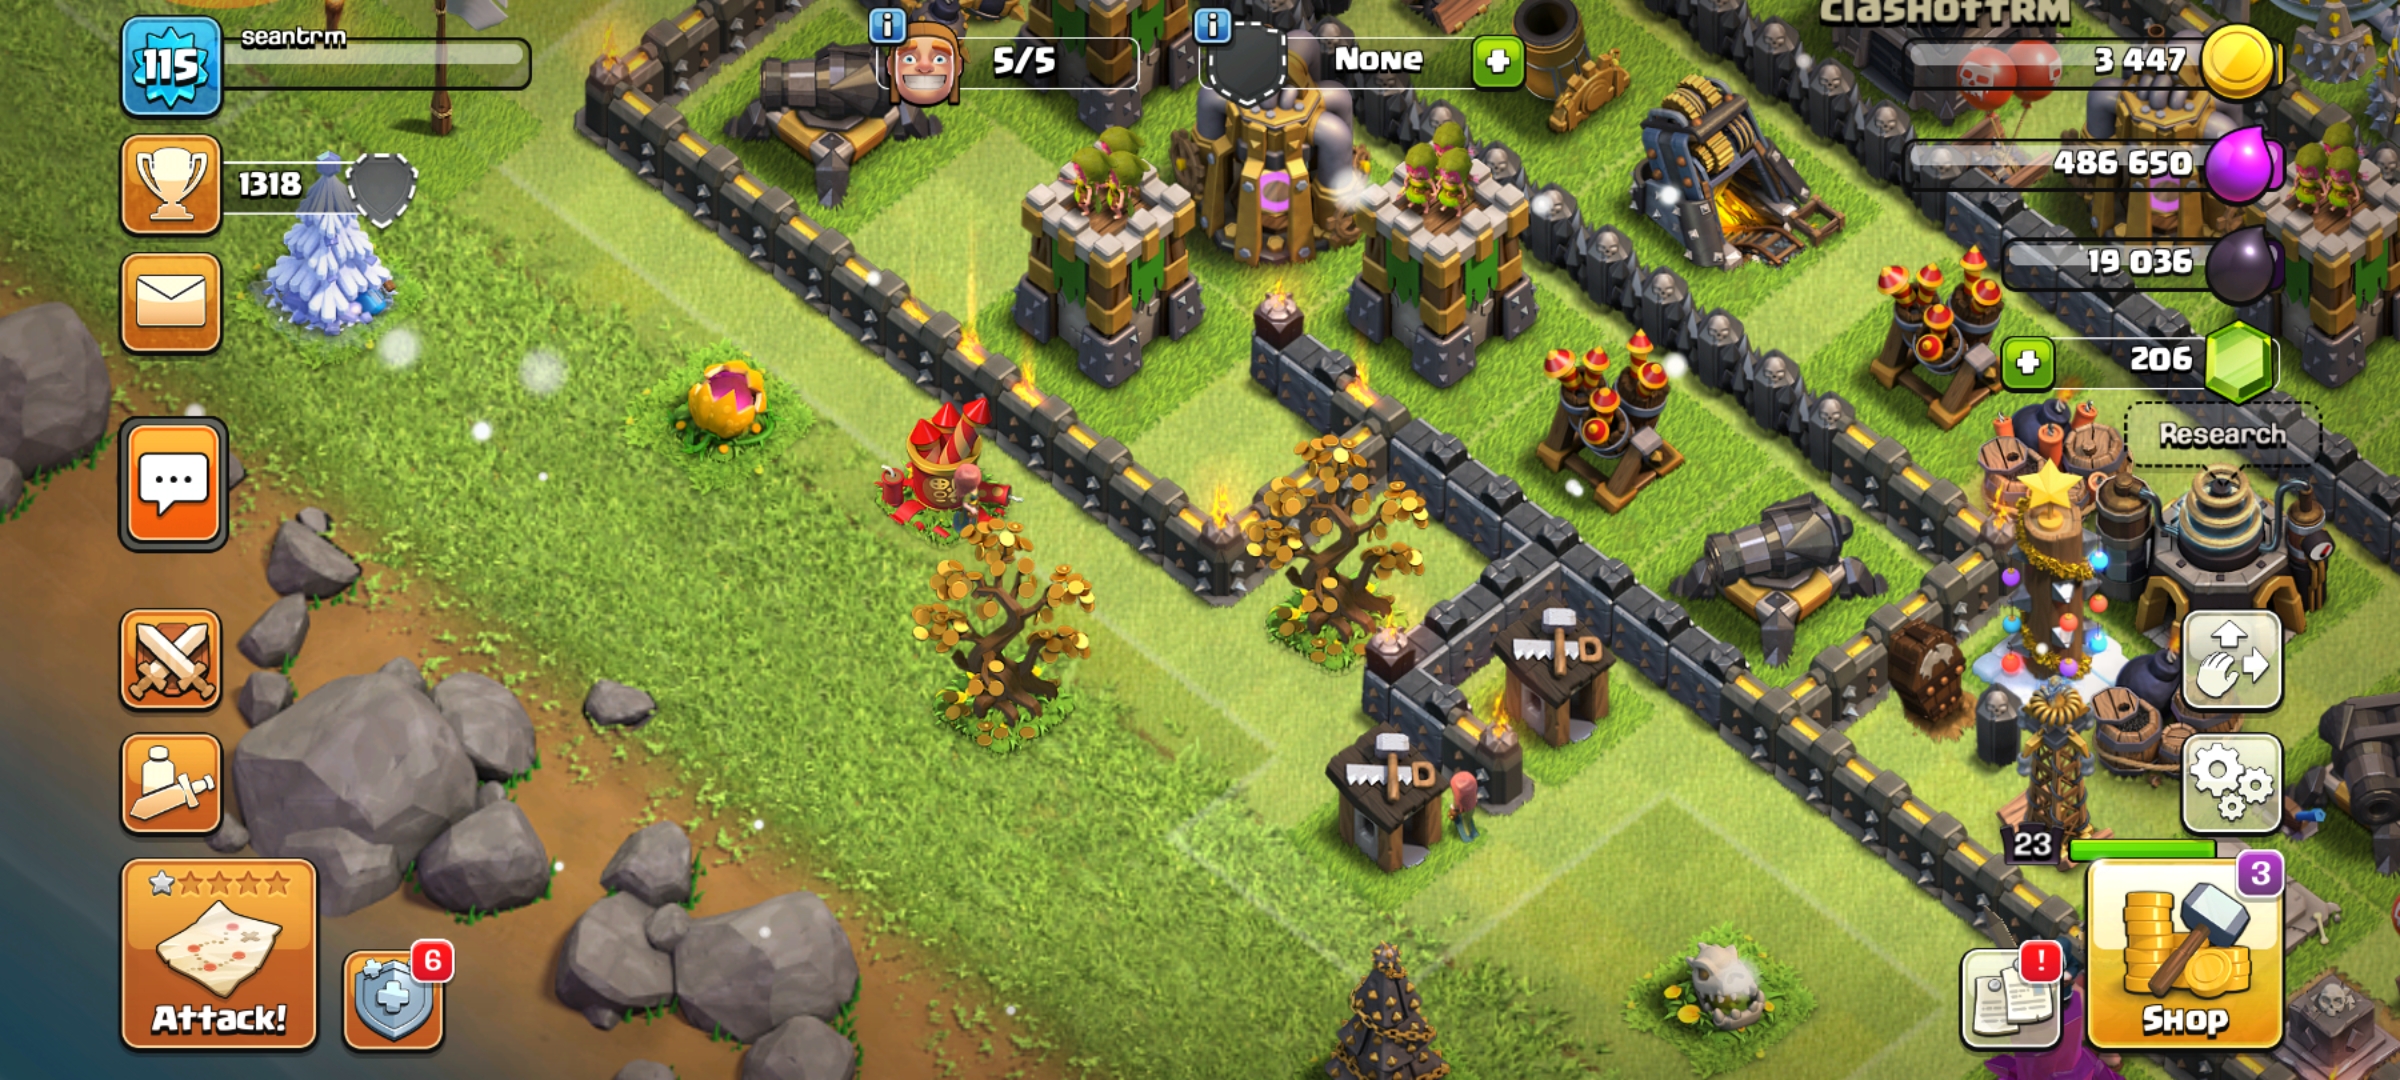 115
seantrm
5/5
None
ClashOfTRM
3 447
1318
486 650
19 036
206
Research
23
3
6
!
Attack!
Shop